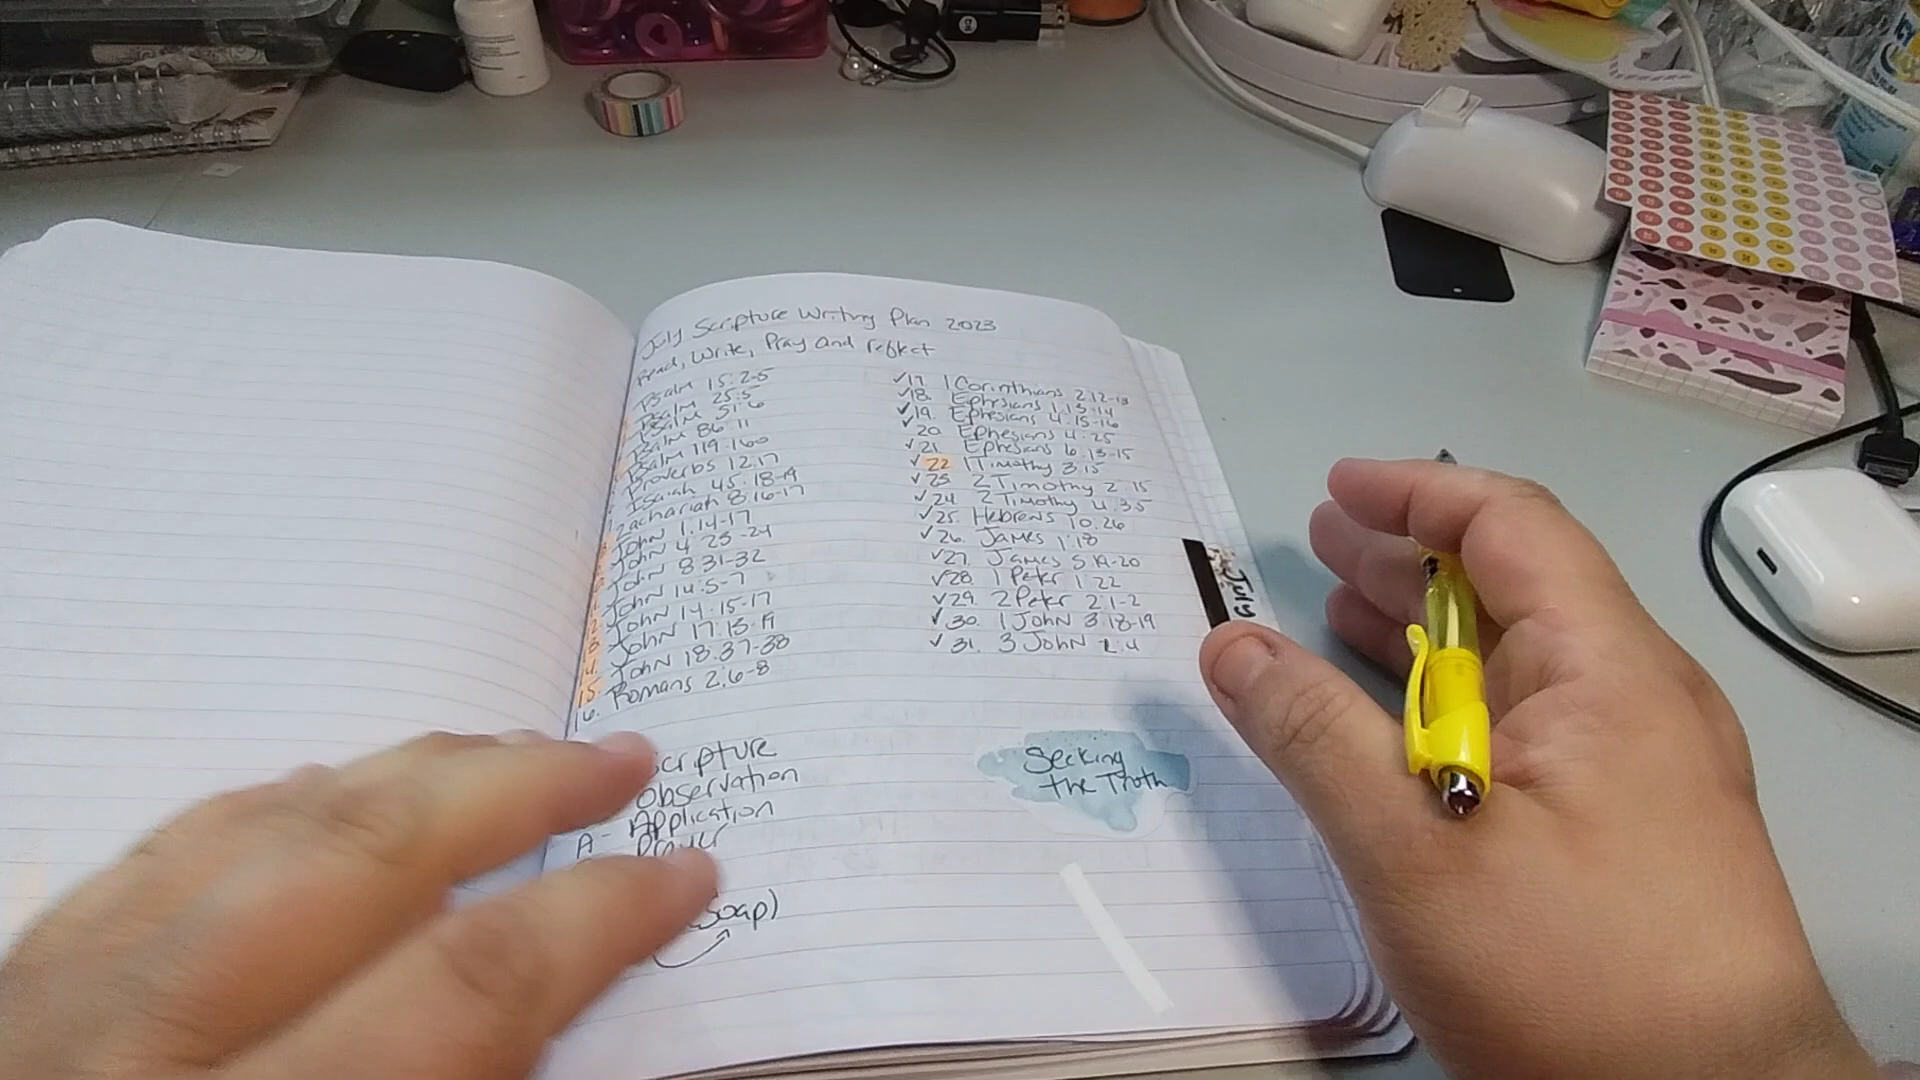 July Scripture Writing Plan 2023
Read, Write, Pray and reflect
Psalm 15:2-5
Psalm 25:5
Psalm 51:6
Psalm 86:11
Psalm 119:160
Proverbs 12:17
Isaiah 45:18-19
Zachariah 8:16-17
John 1:14-17
John 4:23-24
John 8:31-32
John 14:5-7
John 14:15-17
John 17:13-19
John 18:37-38
15. Romans 2:6-8
16.
✓17. 1 Corinthians 2:12-13
✓18. Ephesians 1:13-14
✓19. Ephesians 4:15-16
✓20 Ephesians 4:25
✓21. Ephesians 6:13-15
✓22 1 Timothy 3:15
✓23. 2 Timothy 2:15
✓24 2 Timothy 4:3-5
✓25. Hebrews 10:26
✓26. James 1:18
✓27. James 5:19-20
✓28. 1 Peter 1:22
✓29. 2 Peter 2:1-2
✓30. 1 John 3:18-19
✓31. 3 John 1:4
Scripture
Observation
A- Application
Prayer
Soap)
Seeking
the Truth
July